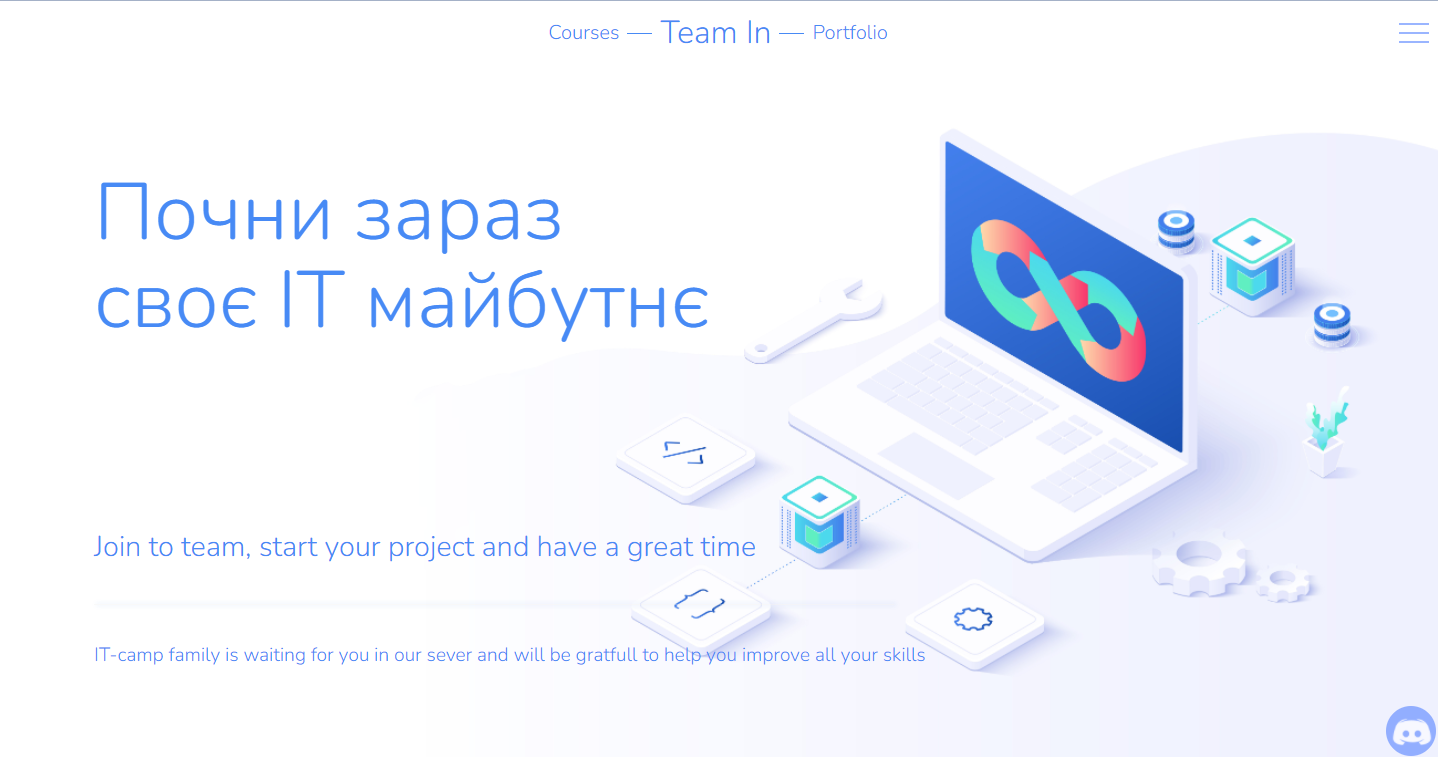 Courses — Team In — Portfolio
Почни зараз
своє IT майбутнє
</>
Join to team, start your project and have a great time
{ }
IT-camp family is waiting for you in our sever and will be gratfull to help you improve all your skills